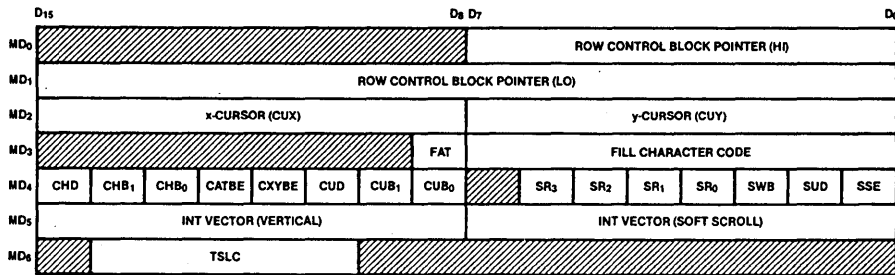 D15 D8 D7 D0
MD0 ROW CONTROL BLOCK POINTER (HI)
MD1 ROW CONTROL BLOCK POINTER (LO)
MD2 x-CURSOR (CUX) y-CURSOR (CUY)
MD3 FAT FILL CHARACTER CODE
MD4 CHD CHB1 CHB0 CATBE CXYBE CUD CUB1 CUB0 SR3 SR2 SR1 SR0 SWB SUD SSE
MD5 INT VECTOR (VERTICAL) INT VECTOR (SOFT SCROLL)
MD6 TSLC